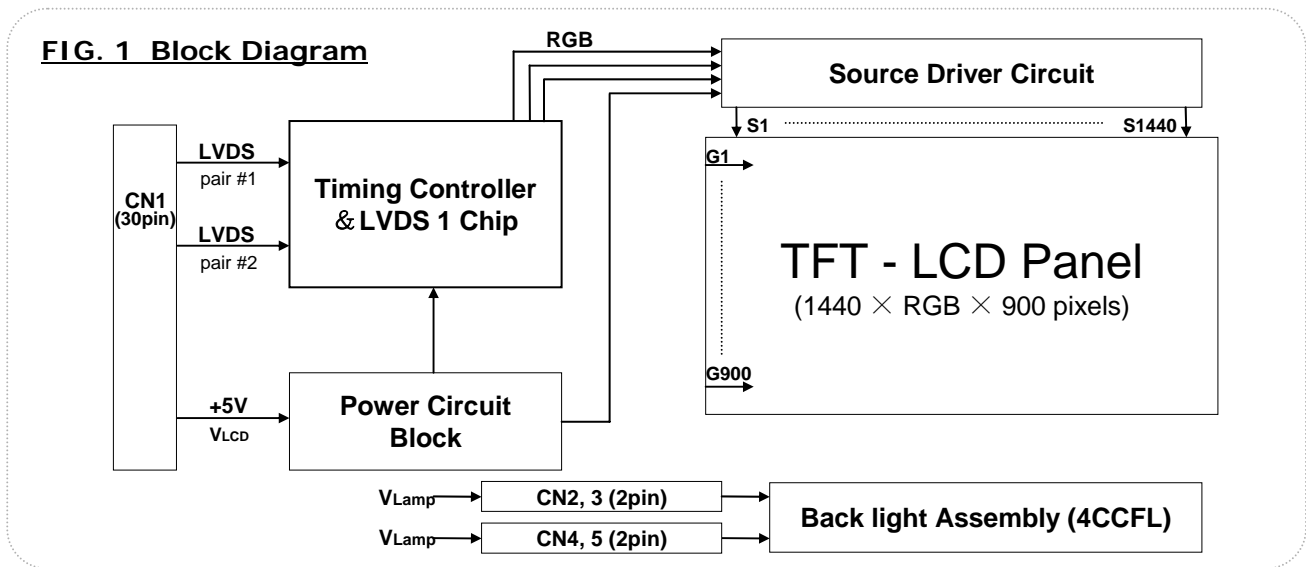 FIG. 1 Block Diagram
RGB
Source Driver Circuit
S1
S1440
CN1
(30pin)
LVDS
pair #1
LVDS
pair #2
Timing Controller
& LVDS 1 Chip
G1
TFT - LCD Panel
(1440 × RGB × 900 pixels)
G900
+5V
VLCD
Power Circuit
Block
VLamp
CN2, 3 (2pin)
VLamp
CN4, 5 (2pin)
Back light Assembly (4CCFL)